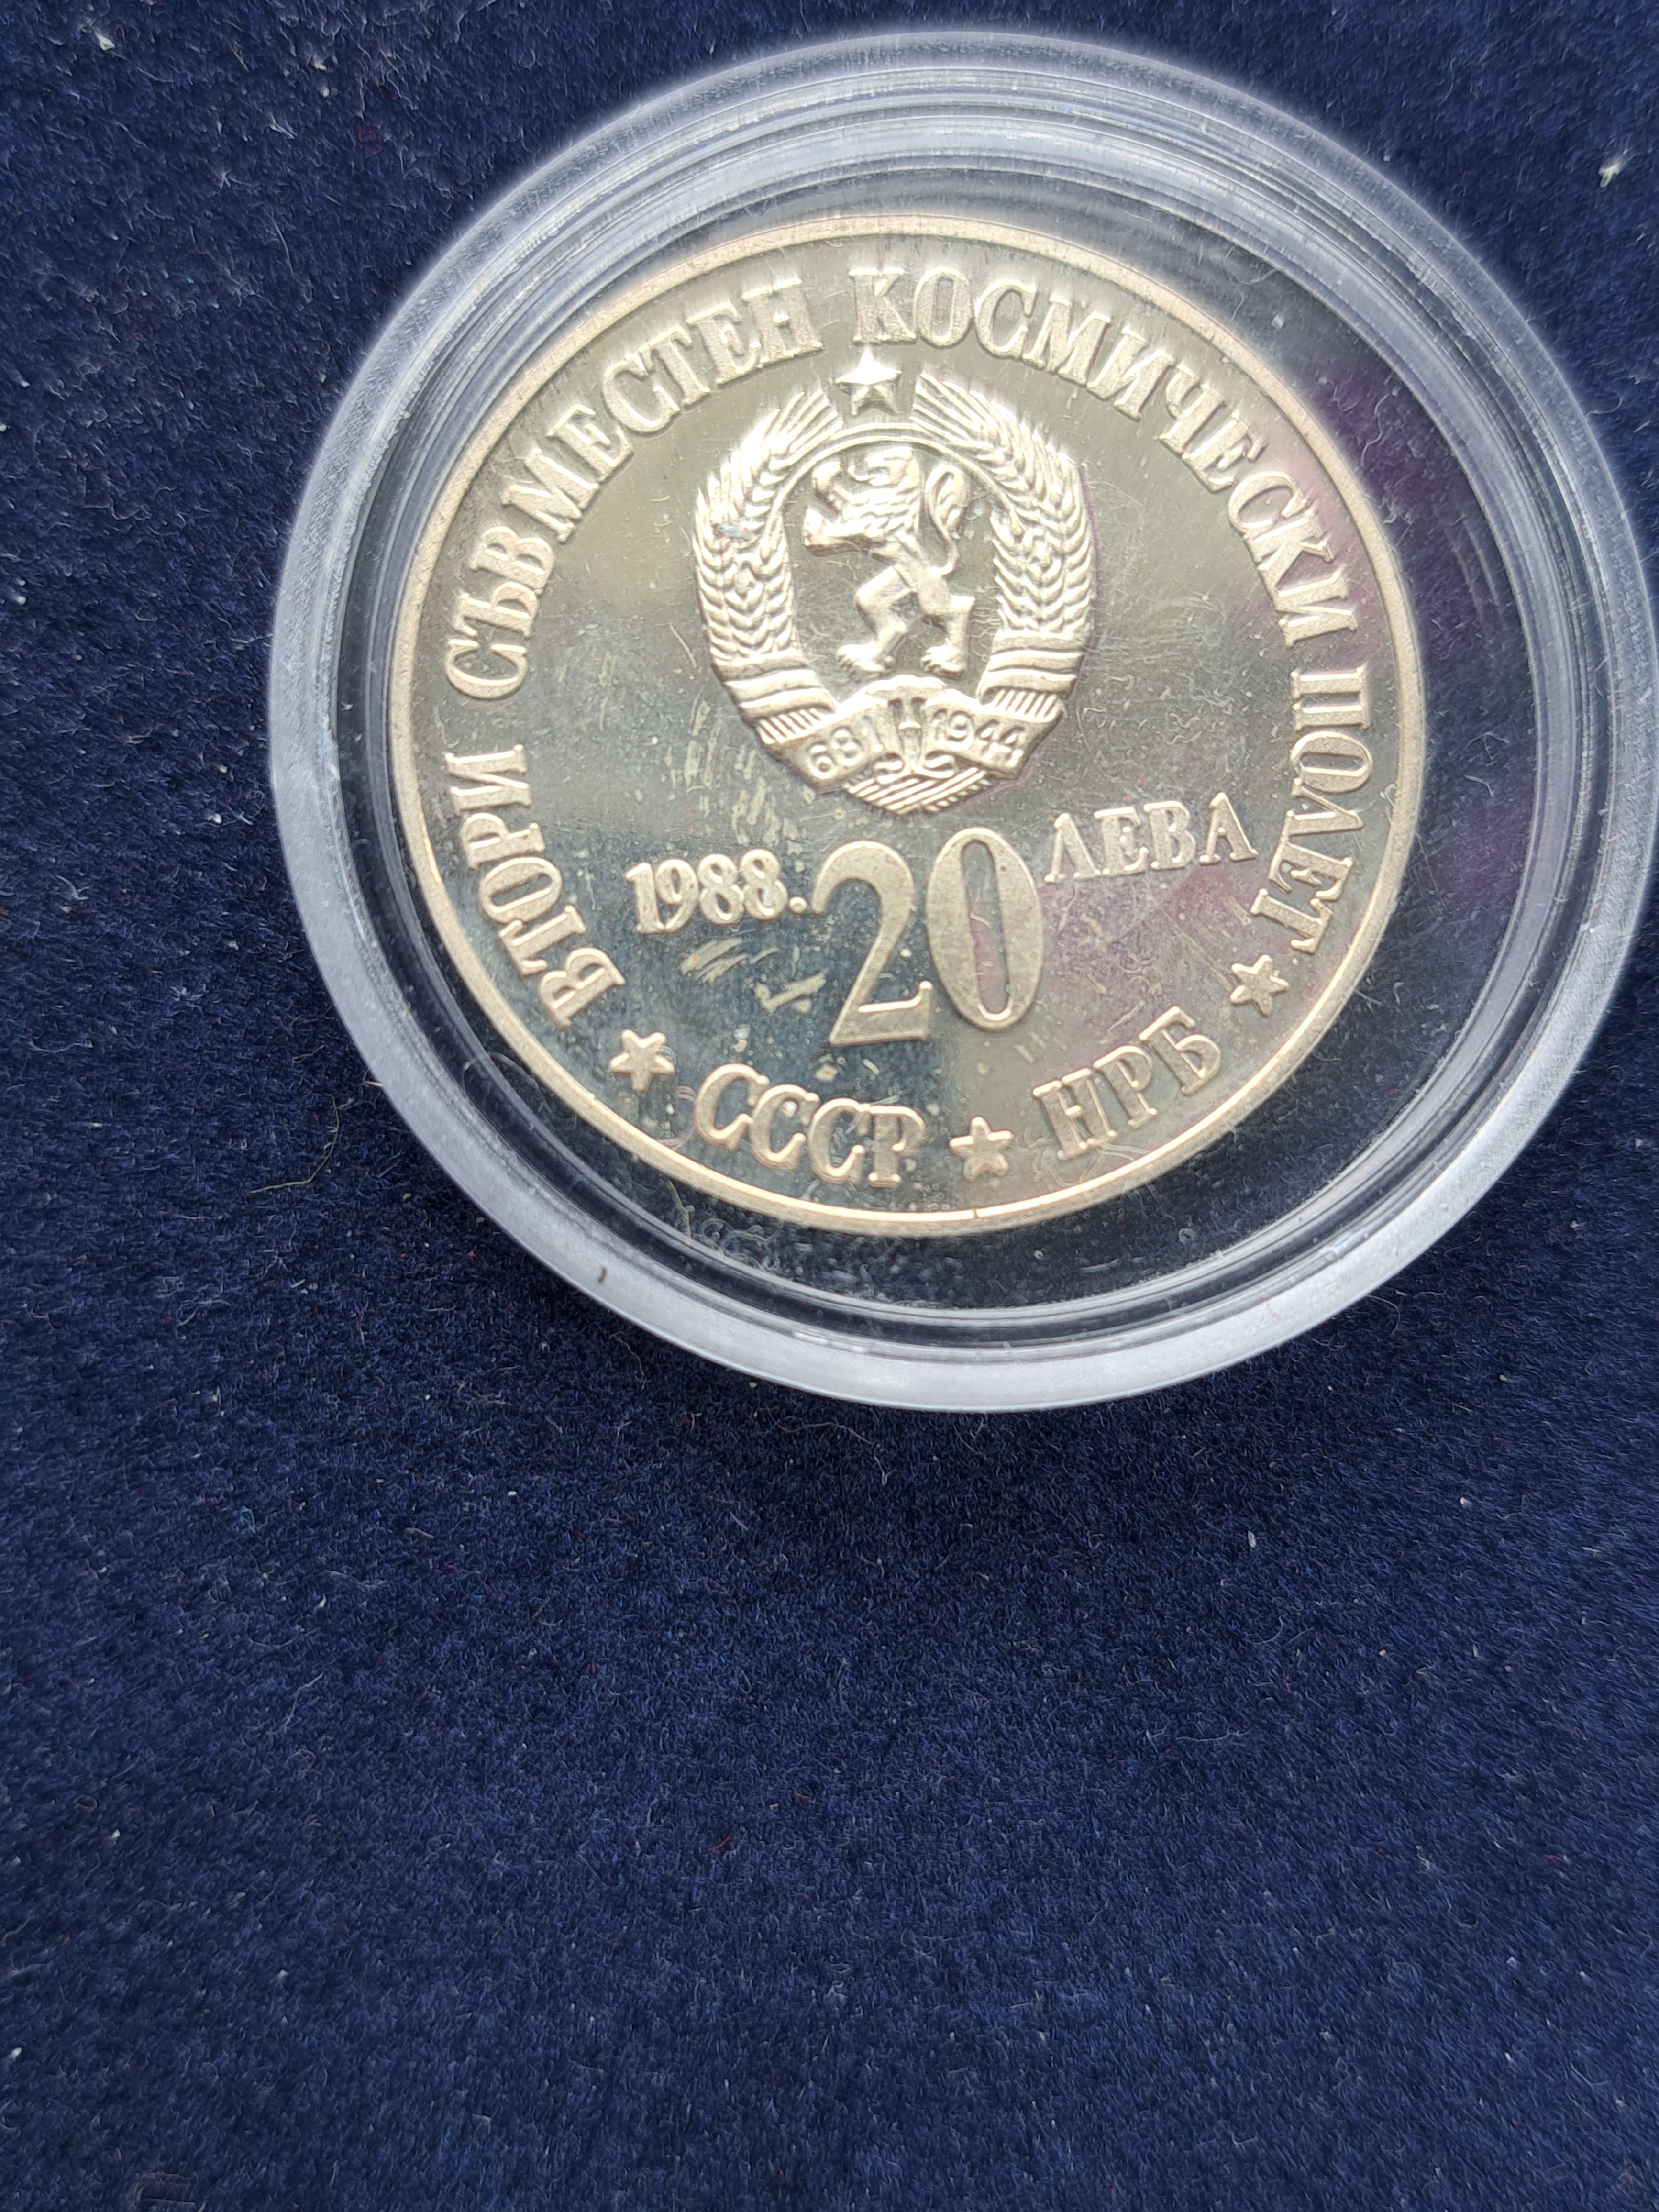 ВТОРИ СЪВМЕСТЕН КОСМИЧЕСКИ ПОЛЕТ
681 1944
1988. 20 ЛЕВА
★ СССР ★ НРБ ★